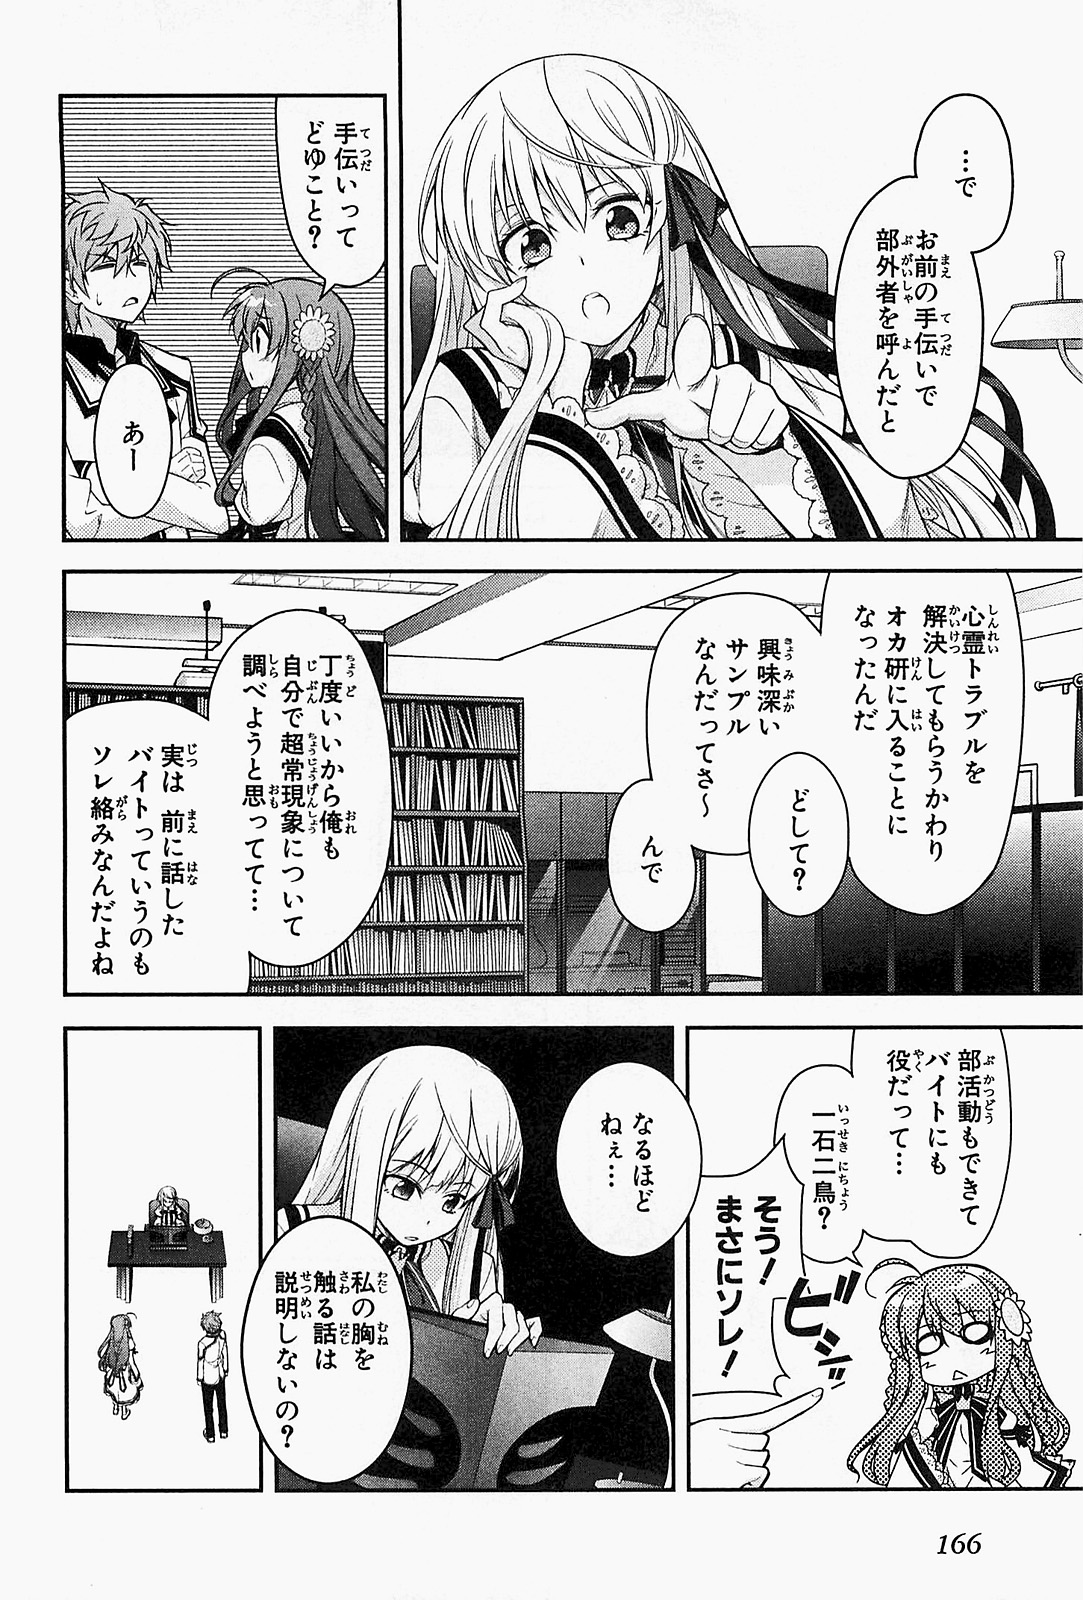 …で
お前の手伝いで
部外者を呼んだと
手伝いって
どゆこと？
あー
心霊トラブルを
解決してもらうかわり
オカ研に入ることに
なったんだ
どして？
興味深い
サンプル
なんだってさ～
んで
丁度いいから俺も
自分で超常現象について
調べようと思ってて…
実は 前に話した
バイトっていうのも
ソレ絡みなんだよね
部活動もできて
バイトにも
役だって…
一石二鳥？
そう！
まさにソレ！
ビシ
なるほど
ねぇ…
私の胸を
触る話は
説明しないの？
166